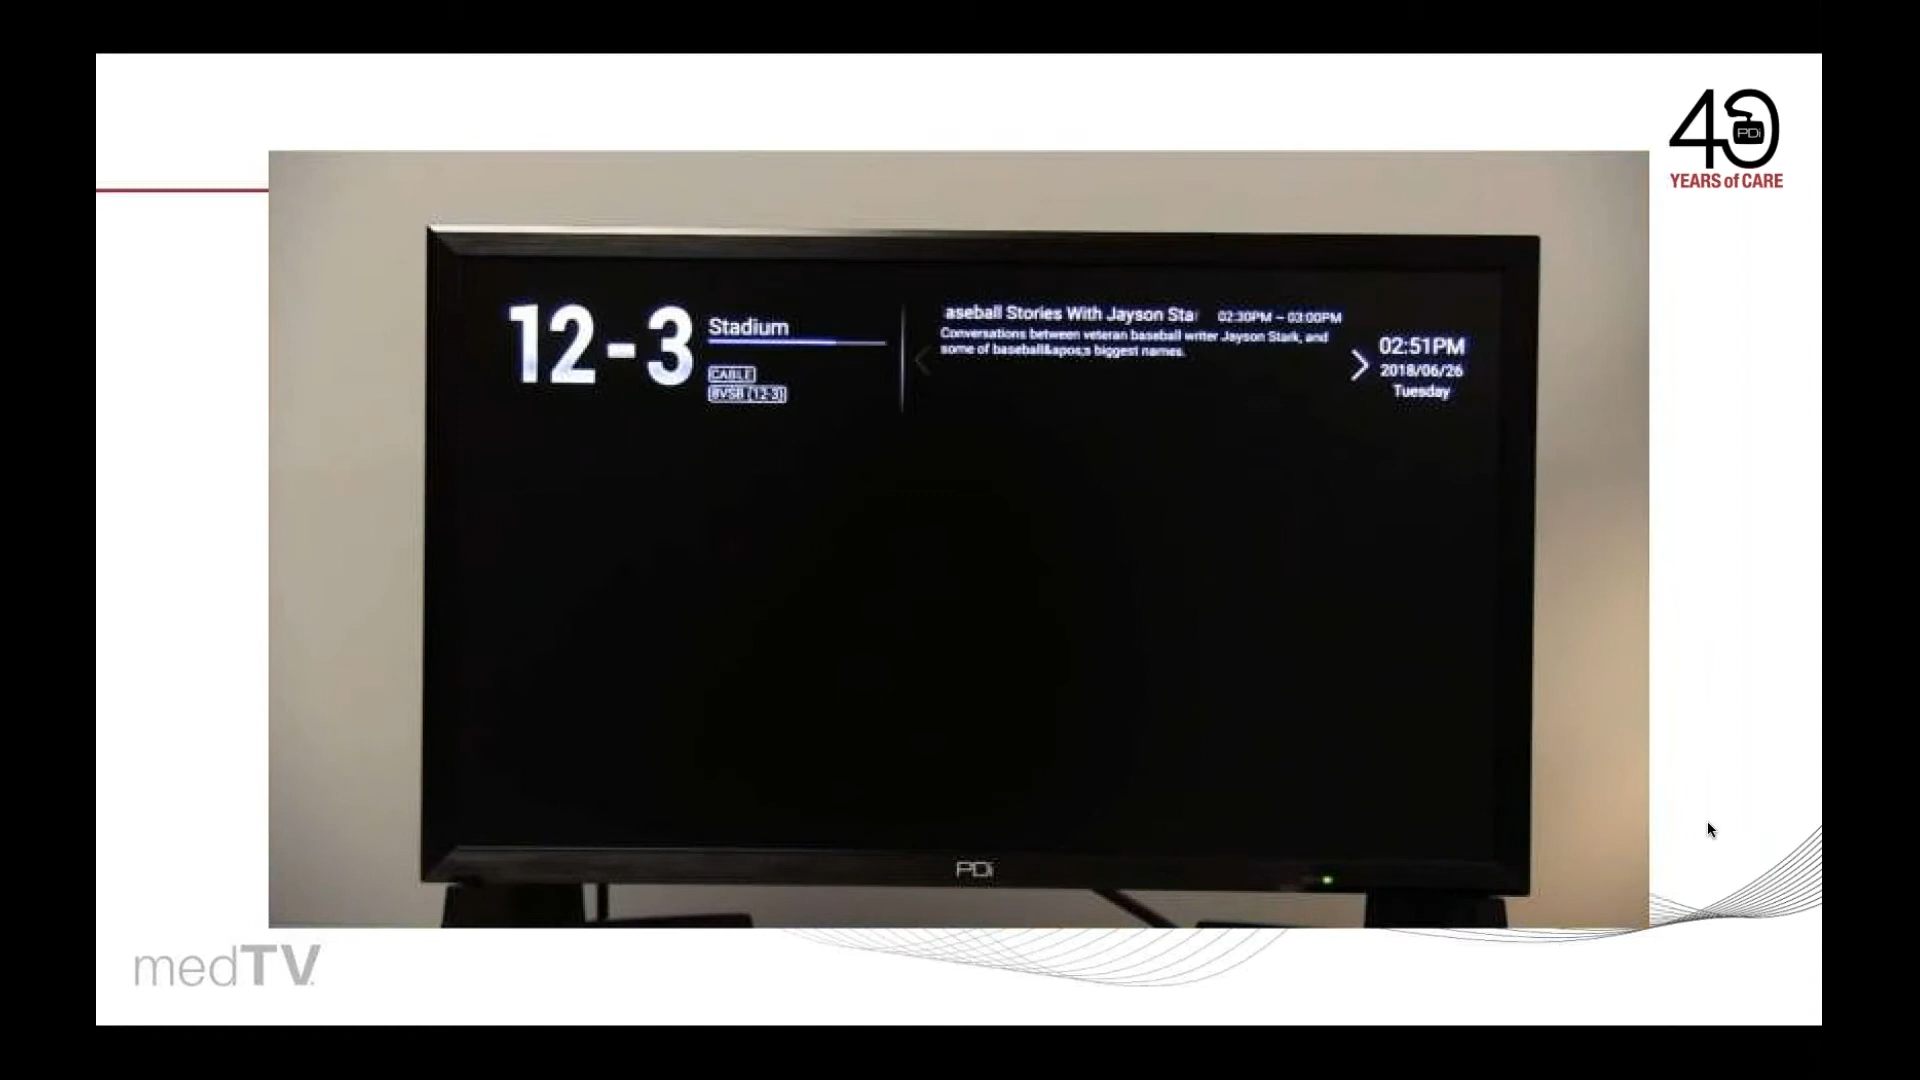 40
PDi
YEARS of CARE
12-3
Stadium
CABLE
8VSB (12-3)
aseball Stories With Jayson Star
02:30PM – 03:00PM
Conversations between veteran baseball writer Jayson Stark, and
some of baseball&apos;s biggest names.
02:51PM
2018/06/26
Tuesday
PDi
medTV